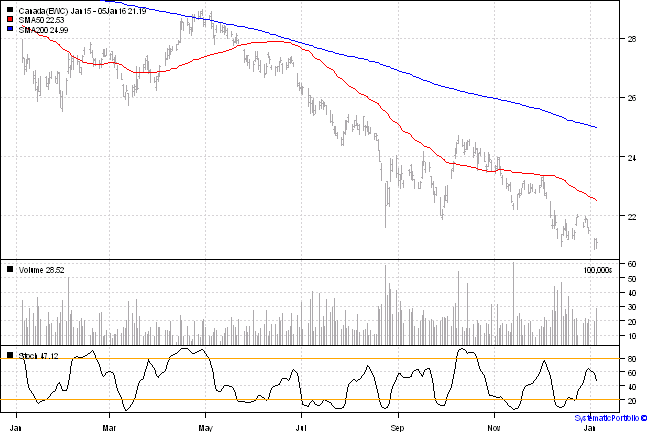 Canada(EWC) Jan15 - 05Jan16 21.19
SMA50 22.53
SMA200 24.99
28
26
24
22
Volume 28.52
100,000s
60
50
40
30
20
10
Stoch 47.12
80
60
40
20
Jan Mar May Jul Sep Nov Jan
SystematicPortfolio ©